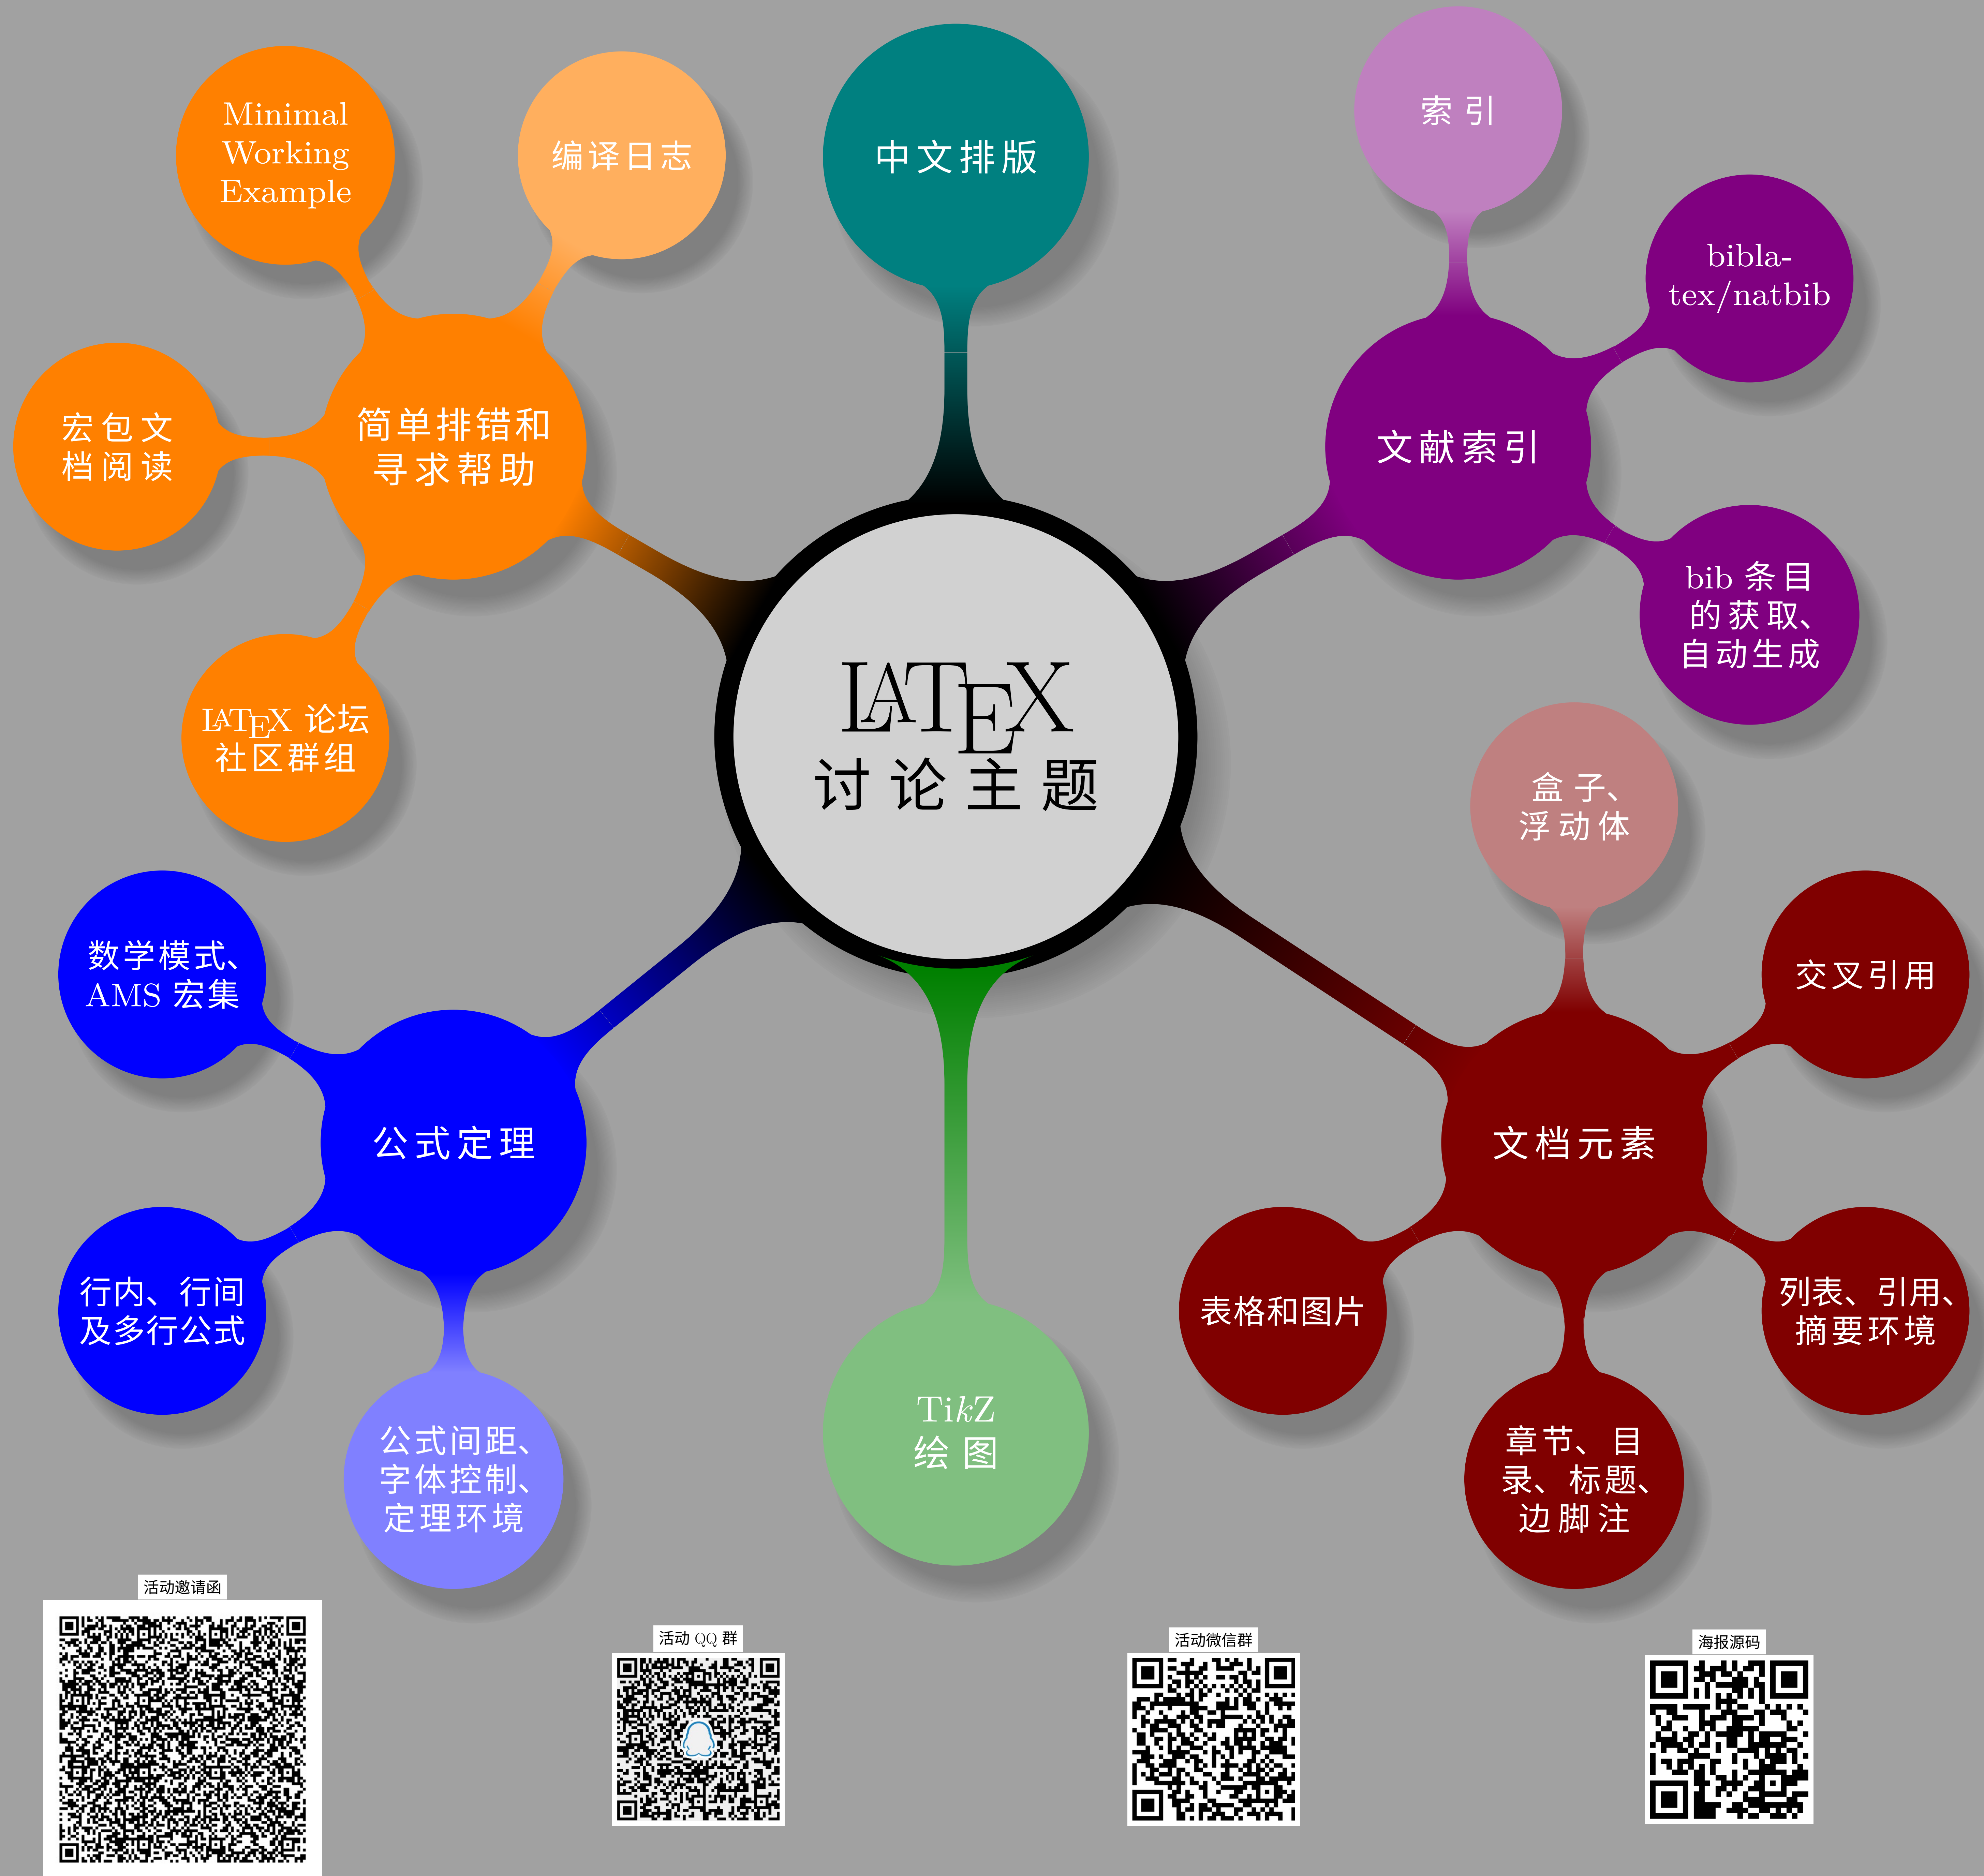 Minimal
Working
Example
编译日志
中文排版
索引
bibla-
tex/natbib
宏包文
档阅读
简单排错和
寻求帮助
文献索引
bib 条目
的获取、
自动生成
LATEX 论坛
社区群组
LATEX
讨论主题
盒子、
浮动体
数学模式、
AMS 宏集
交叉引用
公式定理
文档元素
行内、行间
及多行公式
表格和图片
列表、引用、
摘要环境
公式间距、
字体控制、
定理环境
TikZ
绘图
章节、目
录、标题、
边脚注
活动邀请函
活动 QQ 群
活动微信群
海报源码